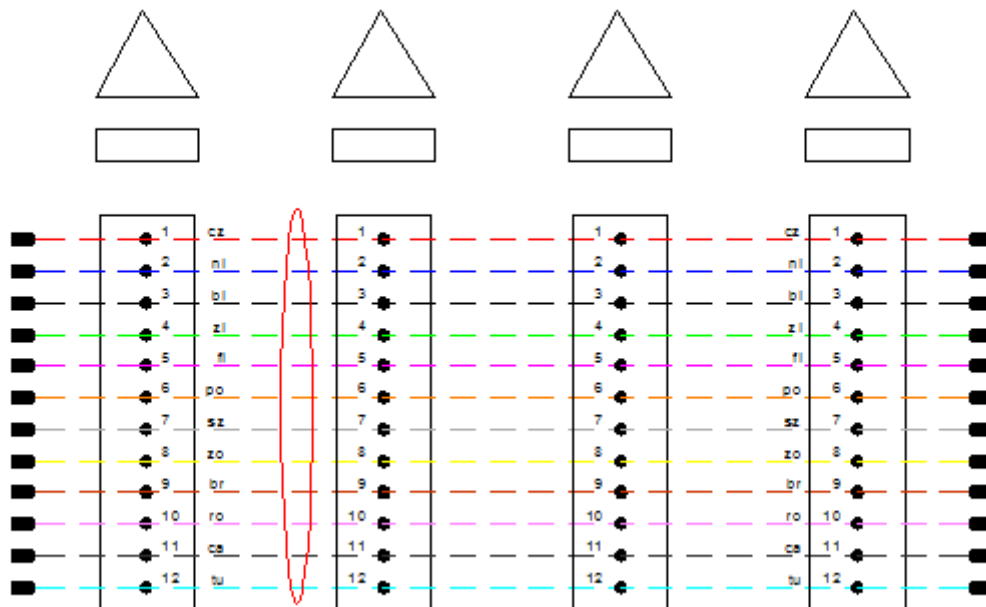 1 cz 1 1 cz 1
2 nl 2 2 nl 2
3 bl 3 3 bl 3
4 zl 4 4 zl 4
5 fl 5 5 fl 5
6 po 6 6 po 6
7 sz 7 7 sz 7
8 zo 8 8 zo 8
9 br 9 9 br 9
10 ro 10 10 ro 10
11 ca 11 11 ca 11
12 tu 12 12 tu 12